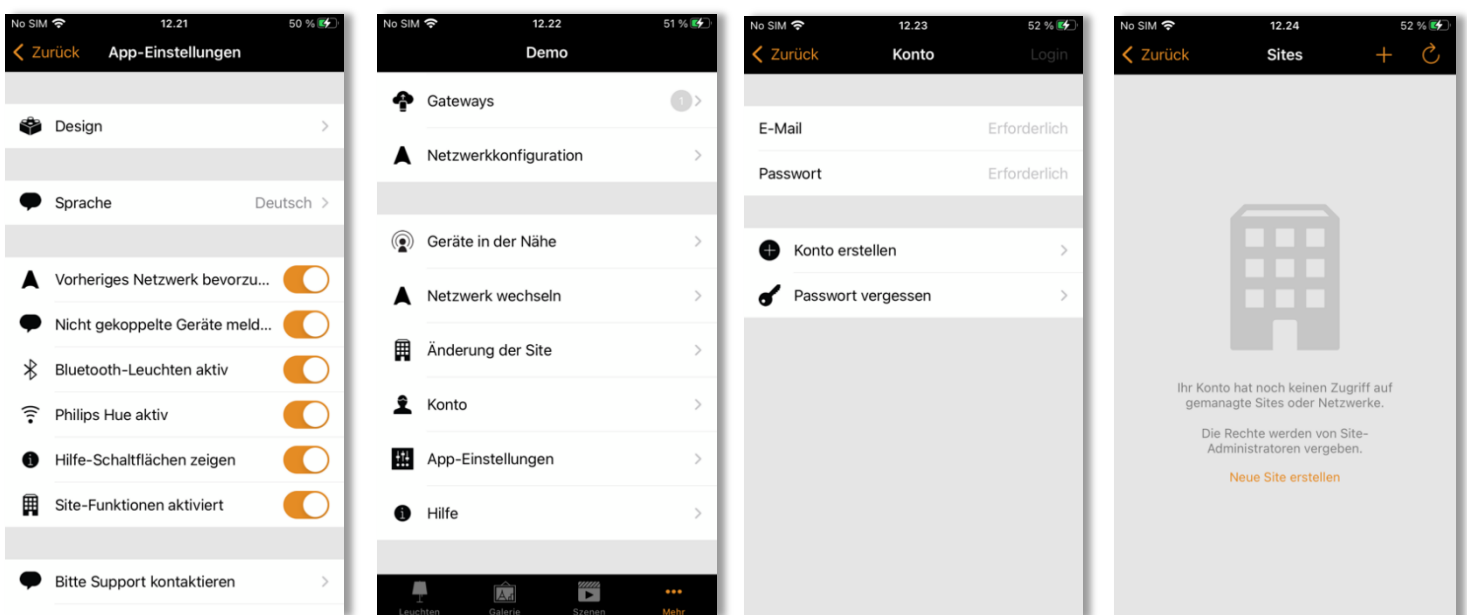 No SIM 12.21 50 %
Zurück App-Einstellungen
Design
Sprache Deutsch
Vorheriges Netzwerk bevorzu...
Nicht gekoppelte Geräte meld...
Bluetooth-Leuchten aktiv
Philips Hue aktiv
Hilfe-Schaltflächen zeigen
Site-Funktionen aktiviert
Bitte Support kontaktieren
No SIM 12.22 51 %
Demo
Gateways 1
Netzwerkkonfiguration
Geräte in der Nähe
Netzwerk wechseln
Änderung der Site
Konto
App-Einstellungen
Hilfe
Leuchten Galerie Szenen Mehr
No SIM 12.23 52 %
Zurück Konto Login
E-Mail Erforderlich
Passwort Erforderlich
Konto erstellen
Passwort vergessen
No SIM 12.24 52 %
Zurück Sites
Ihr Konto hat noch keinen Zugriff auf
gemanagte Sites oder Netzwerke.
Die Rechte werden von Site-
Administratoren vergeben.
Neue Site erstellen